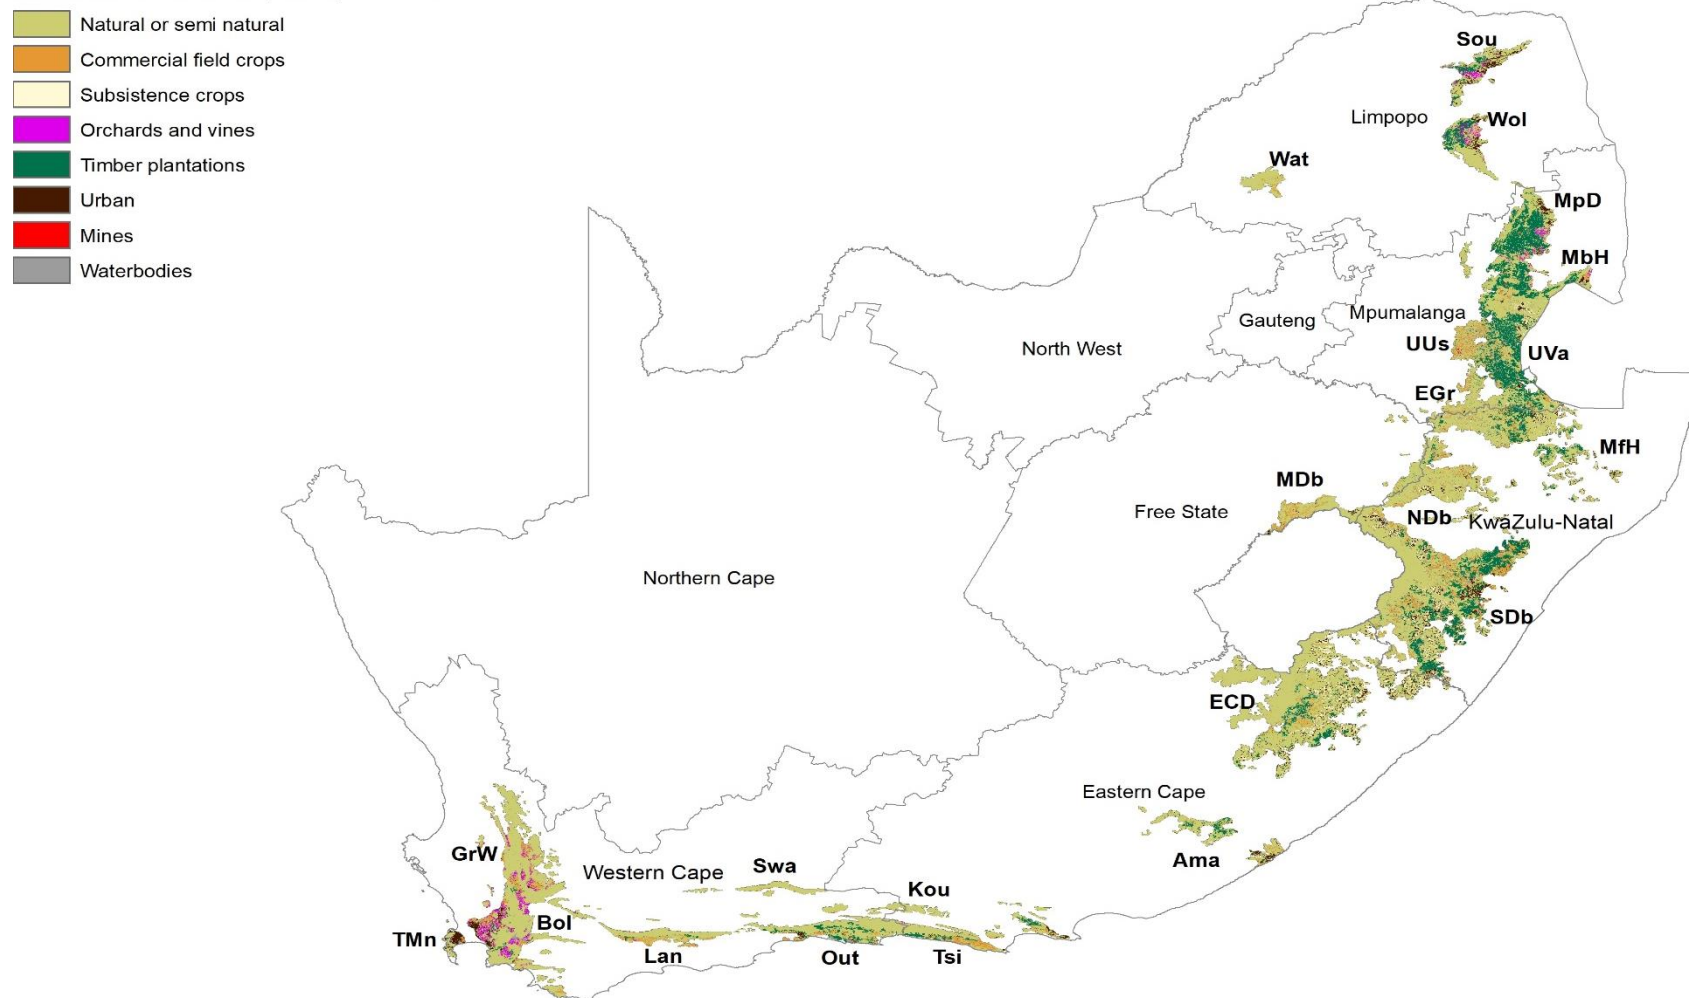 Natural or semi natural
Commercial field crops
Subsistence crops
Orchards and vines
Timber plantations
Urban
Mines
Waterbodies
Sou
Limpopo
Wol
Wat
MpD
MbH
Mpumalanga
Gauteng
North West
UUs
UVa
EGr
MfH
MDb
Free State
NDb
KwaZulu-Natal
Northern Cape
SDb
ECD
Eastern Cape
GrW
Western Cape
Swa
Ama
Kou
Bol
TMn
Lan
Out
Tsi